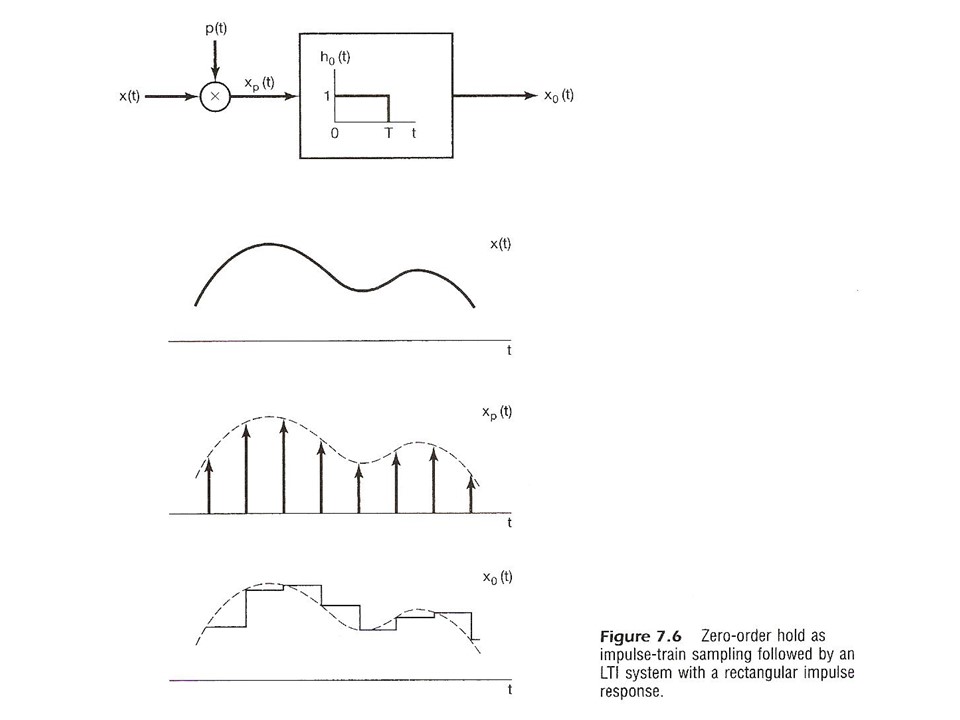 p(t)
h0 (t)
x(t)
×
xp (t)
1
x0 (t)
0 T t
x(t)
t
xp (t)
t
x0 (t)
t
Figure 7.6 Zero-order hold as
impulse-train sampling followed by an
LTI system with a rectangular impulse
response.